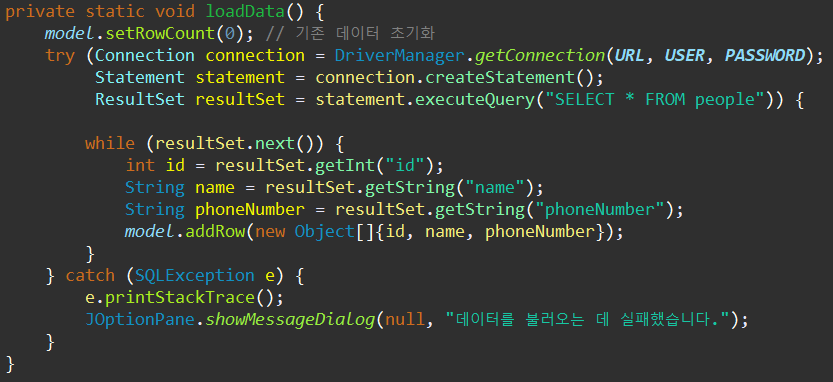 private static void loadData() {
model.setRowCount(0); // 기존 데이터 초기화
try (Connection connection = DriverManager.getConnection(URL, USER, PASSWORD);
Statement statement = connection.createStatement();
ResultSet resultSet = statement.executeQuery("SELECT * FROM people")) {
while (resultSet.next()) {
int id = resultSet.getInt("id");
String name = resultSet.getString("name");
String phoneNumber = resultSet.getString("phoneNumber");
model.addRow(new Object[]{id, name, phoneNumber});
}
} catch (SQLException e) {
e.printStackTrace();
JOptionPane.showMessageDialog(null, "데이터를 불러오는 데 실패했습니다.");
}
}